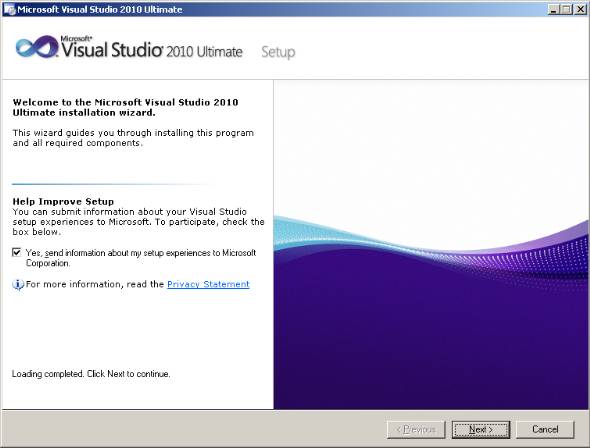 Microsoft Visual Studio 2010 Ultimate
Microsoft®
Visual Studio® 2010 Ultimate Setup
Welcome to the Microsoft Visual Studio 2010
Ultimate installation wizard.
This wizard guides you through installing this program
and all required components.
Help Improve Setup
You can submit information about your Visual Studio
setup experiences to Microsoft. To participate, check the
box below.
Yes, send information about my setup experiences to Microsoft
Corporation.
For more information, read the Privacy Statement
Loading completed. Click Next to continue.
< Previous Next > Cancel